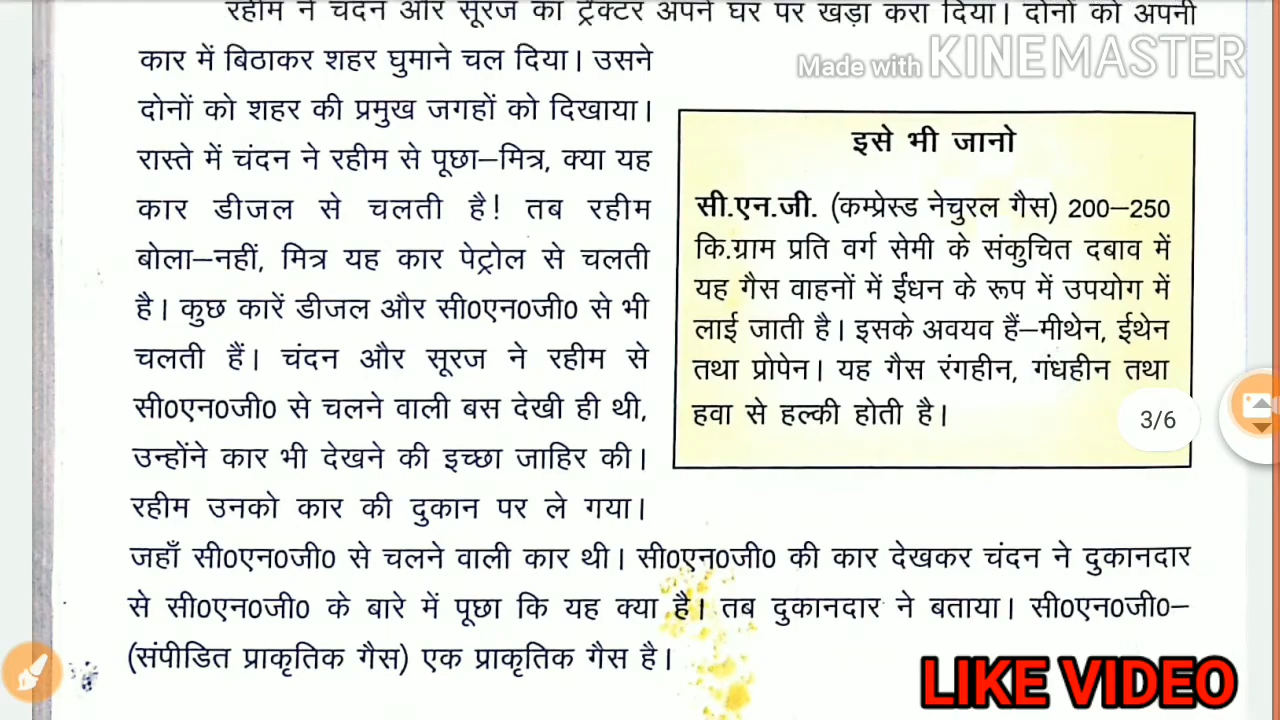 रहीम ने चंदन और सूरज का ट्रैक्टर अपने घर पर खड़ा करा दिया। दोनों को अपनी
कार में बिठाकर शहर घुमाने चल दिया। उसने
दोनों को शहर की प्रमुख जगहों को दिखाया।
रास्ते में चंदन ने रहीम से पूछा–मित्र, क्या यह
कार डीजल से चलती है! तब रहीम
बोला–नहीं, मित्र यह कार पेट्रोल से चलती
है। कुछ कारें डीजल और सी0एन0जी0 से भी
चलती हैं। चंदन और सूरज ने रहीम से
सी0एन0जी0 से चलने वाली बस देखी ही थी,
उन्होंने कार भी देखने की इच्छा जाहिर की।
रहीम उनको कार की दुकान पर ले गया।
जहाँ सी0एन0जी0 से चलने वाली कार थी। सी0एन0जी0 की कार देखकर चंदन ने दुकानदार
से सी0एन0जी0 के बारे में पूछा कि यह क्या है। तब दुकानदार ने बताया। सी0एन0जी0–
(संपीडित प्राकृतिक गैस) एक प्राकृतिक गैस है।
Made with KINEMASTER
इसे भी जानो
सी.एन.जी. (कम्प्रेस्ड नेचुरल गैस) 200–250
कि.ग्राम प्रति वर्ग सेमी के संकुचित दबाव में
यह गैस वाहनों में ईंधन के रूप में उपयोग में
लाई जाती है। इसके अवयव हैं–मीथेन, ईथेन
तथा प्रोपेन। यह गैस रंगहीन, गंधहीन तथा
हवा से हल्की होती है।
3/6
LIKE VIDEO